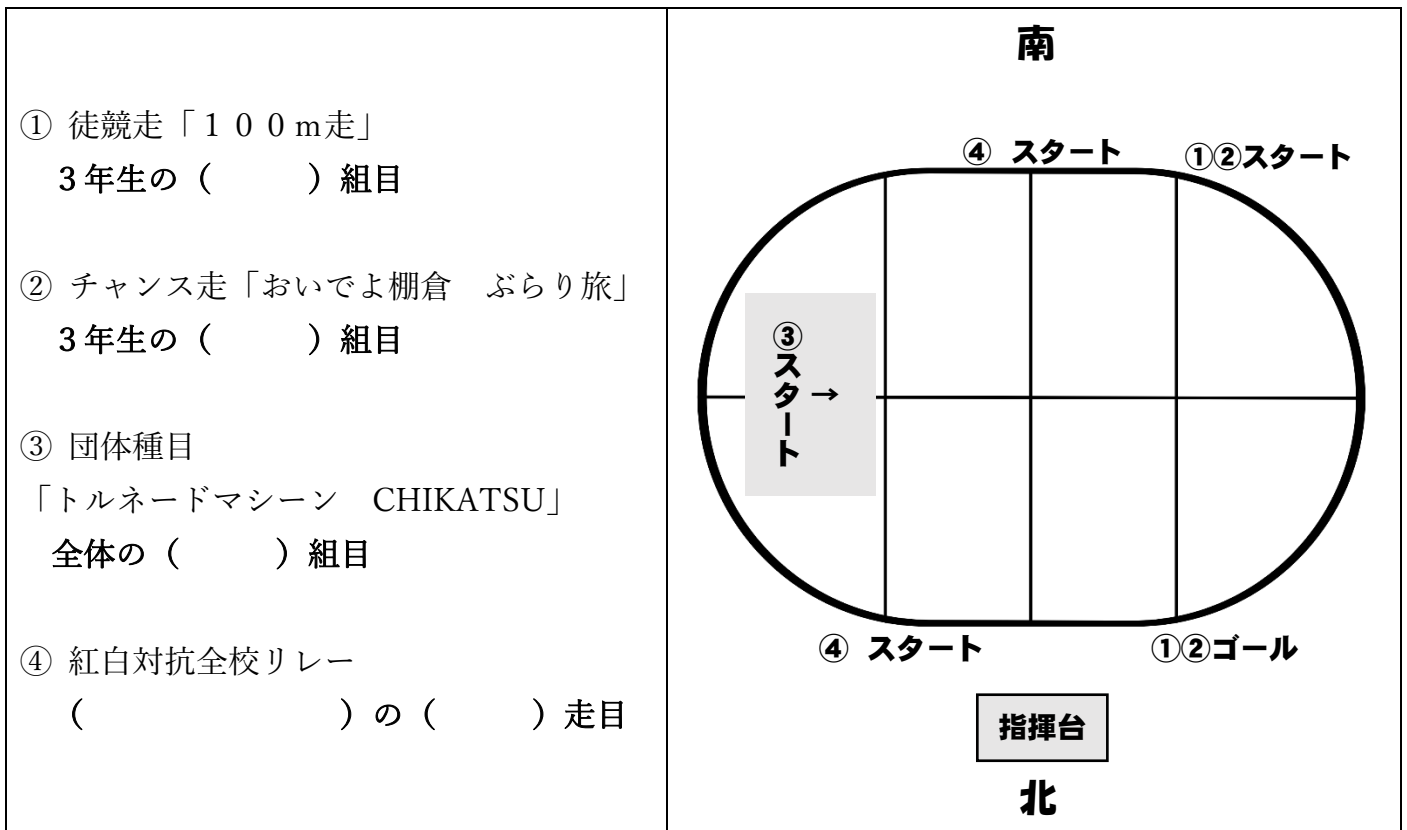 ① 徒競走「１００ｍ走」
３年生の（　　　）組目
② チャンス走「おいでよ棚倉　ぶらり旅」
３年生の（　　　）組目
③ 団体種目
「トルネードマシーン　CHIKATSU」
全体の（　　　）組目
④ 紅白対抗全校リレー
（　　　　　　　　）の（　　　）走目
南
④ スタート
①②スタート
③スタート→
④ スタート
①②ゴール
指揮台
北